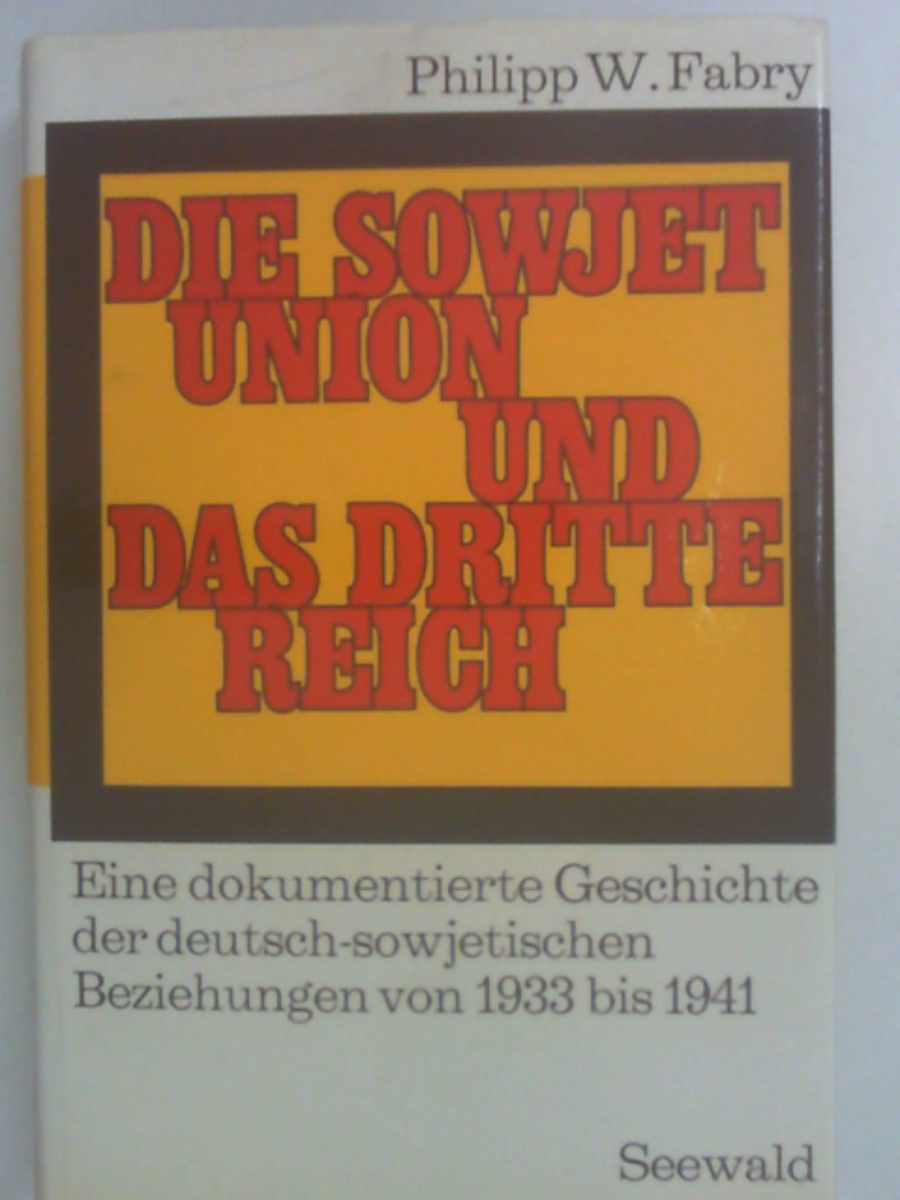 Philipp W. Fabry
DIE SOWJET
UNION
UND
DAS DRITTE
REICH
Eine dokumentierte Geschichte
der deutsch-sowjetischen
Beziehungen von 1933 bis 1941
Seewald